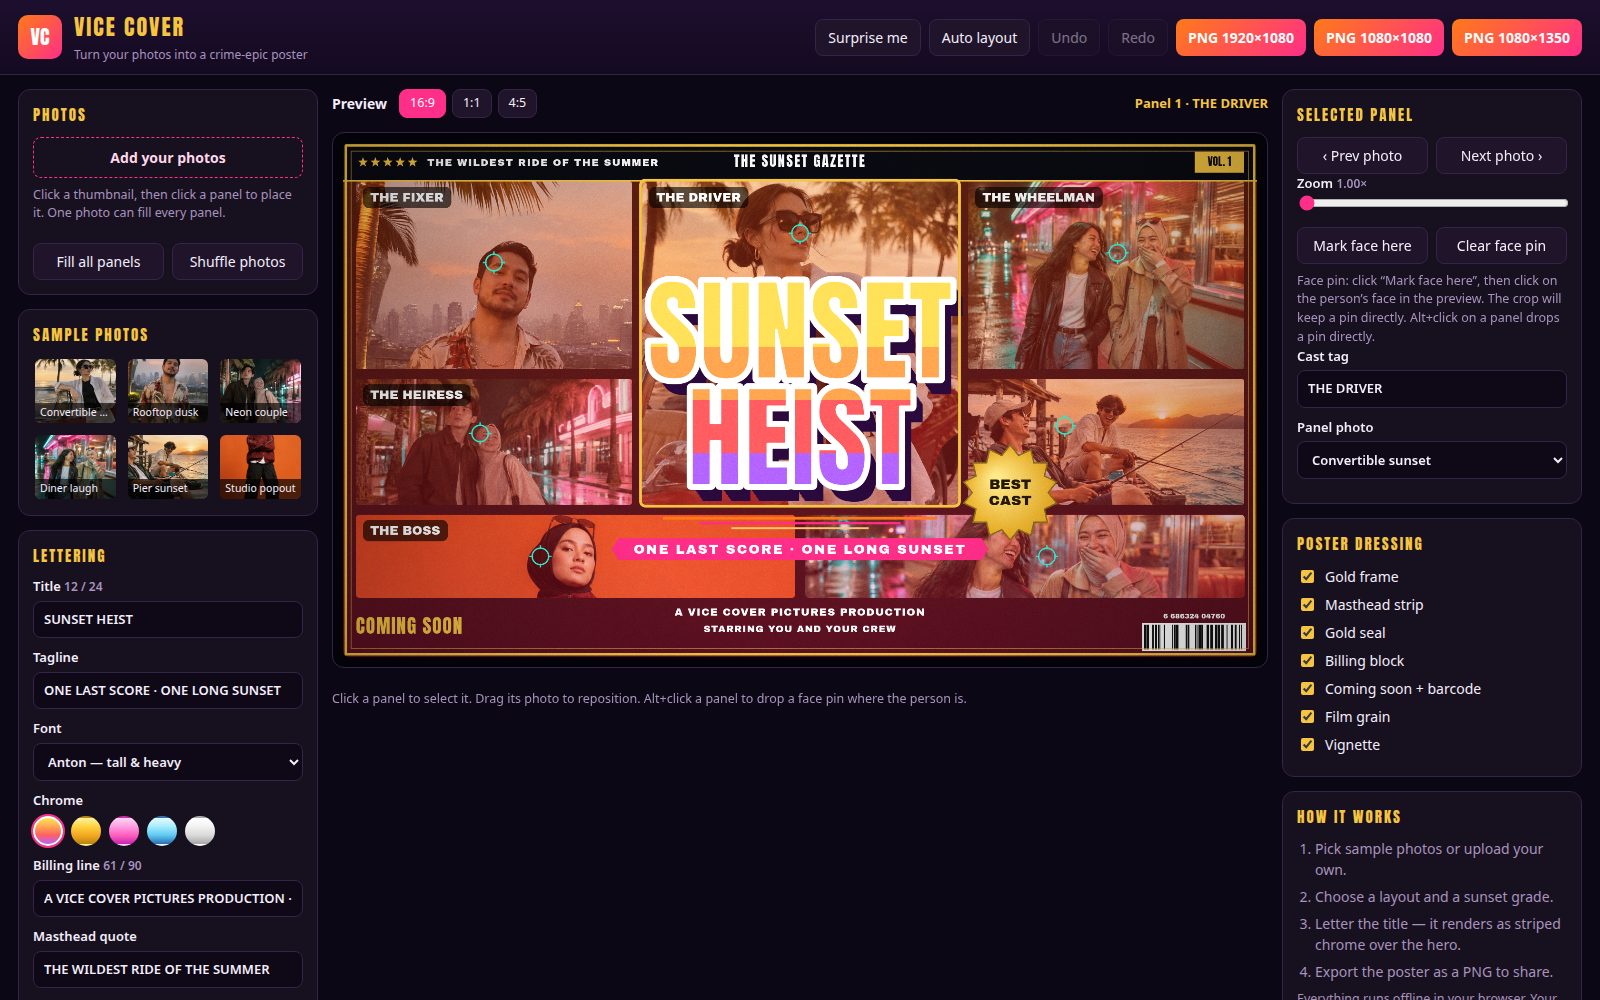 VC
VICE COVER
Turn your photos into a crime-epic poster
Surprise me
Auto layout
Undo
Redo
PNG 1920×1080
PNG 1080×1080
PNG 1080×1350
PHOTOS
Add your photos
Click a thumbnail, then click a panel to place
it. One photo can fill every panel.
Fill all panels
Shuffle photos
SAMPLE PHOTOS
Convertible ...
Rooftop dusk
Neon couple
Diner laugh
Pier sunset
Studio popout
LETTERING
Title 12 / 24
SUNSET HEIST
Tagline
ONE LAST SCORE · ONE LONG SUNSET
Font
Anton — tall & heavy
Chrome
Billing line 61 / 90
A VICE COVER PICTURES PRODUCTION ·
Masthead quote
THE WILDEST RIDE OF THE SUMMER
Preview
16:9
1:1
4:5
Panel 1 · THE DRIVER
★★★★★ THE WILDEST RIDE OF THE SUMMER
THE SUNSET GAZETTE
VOL. 1
THE FIXER
THE DRIVER
THE WHEELMAN
SUNSET
HEIST
THE HEIRESS
BEST
CAST
THE BOSS
ONE LAST SCORE · ONE LONG SUNSET
COMING SOON
A VICE COVER PICTURES PRODUCTION
STARRING YOU AND YOUR CREW
6 686324 04760
Click a panel to select it. Drag its photo to reposition. Alt+click a panel to drop a face pin where the person is.
SELECTED PANEL
‹ Prev photo
Next photo ›
Zoom 1.00×
Mark face here
Clear face pin
Face pin: click “Mark face here”, then click on
the person’s face in the preview. The crop will
keep a pin directly. Alt+click on a panel drops
a pin directly.
Cast tag
THE DRIVER
Panel photo
Convertible sunset
POSTER DRESSING
Gold frame
Masthead strip
Gold seal
Billing block
Coming soon + barcode
Film grain
Vignette
HOW IT WORKS
1. Pick sample photos or upload your
own.
2. Choose a layout and a sunset grade.
3. Letter the title — it renders as striped
chrome over the hero.
4. Export the poster as a PNG to share.
Everything runs offline in your browser. Your